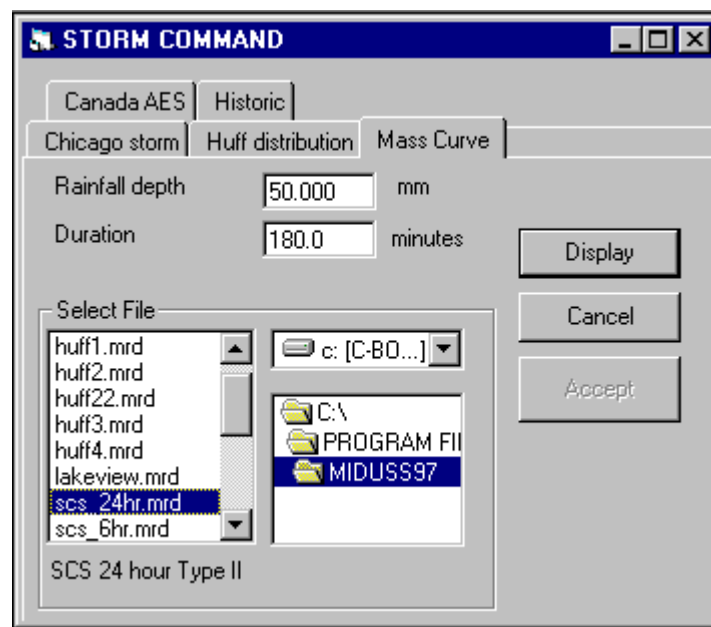 STORM COMMAND
Canada AES
Historic
Chicago storm
Huff distribution
Mass Curve
Rainfall depth
50.000
mm
Duration
180.0
minutes
Display
Cancel
Accept
Select File
huff1.mrd
huff2.mrd
huff22.mrd
huff3.mrd
huff4.mrd
lakeview.mrd
scs_24hr.mrd
scs_6hr.mrd
c: [C-BO...]
C:\
PROGRAM FIL
MIDUSS97
SCS 24 hour Type II